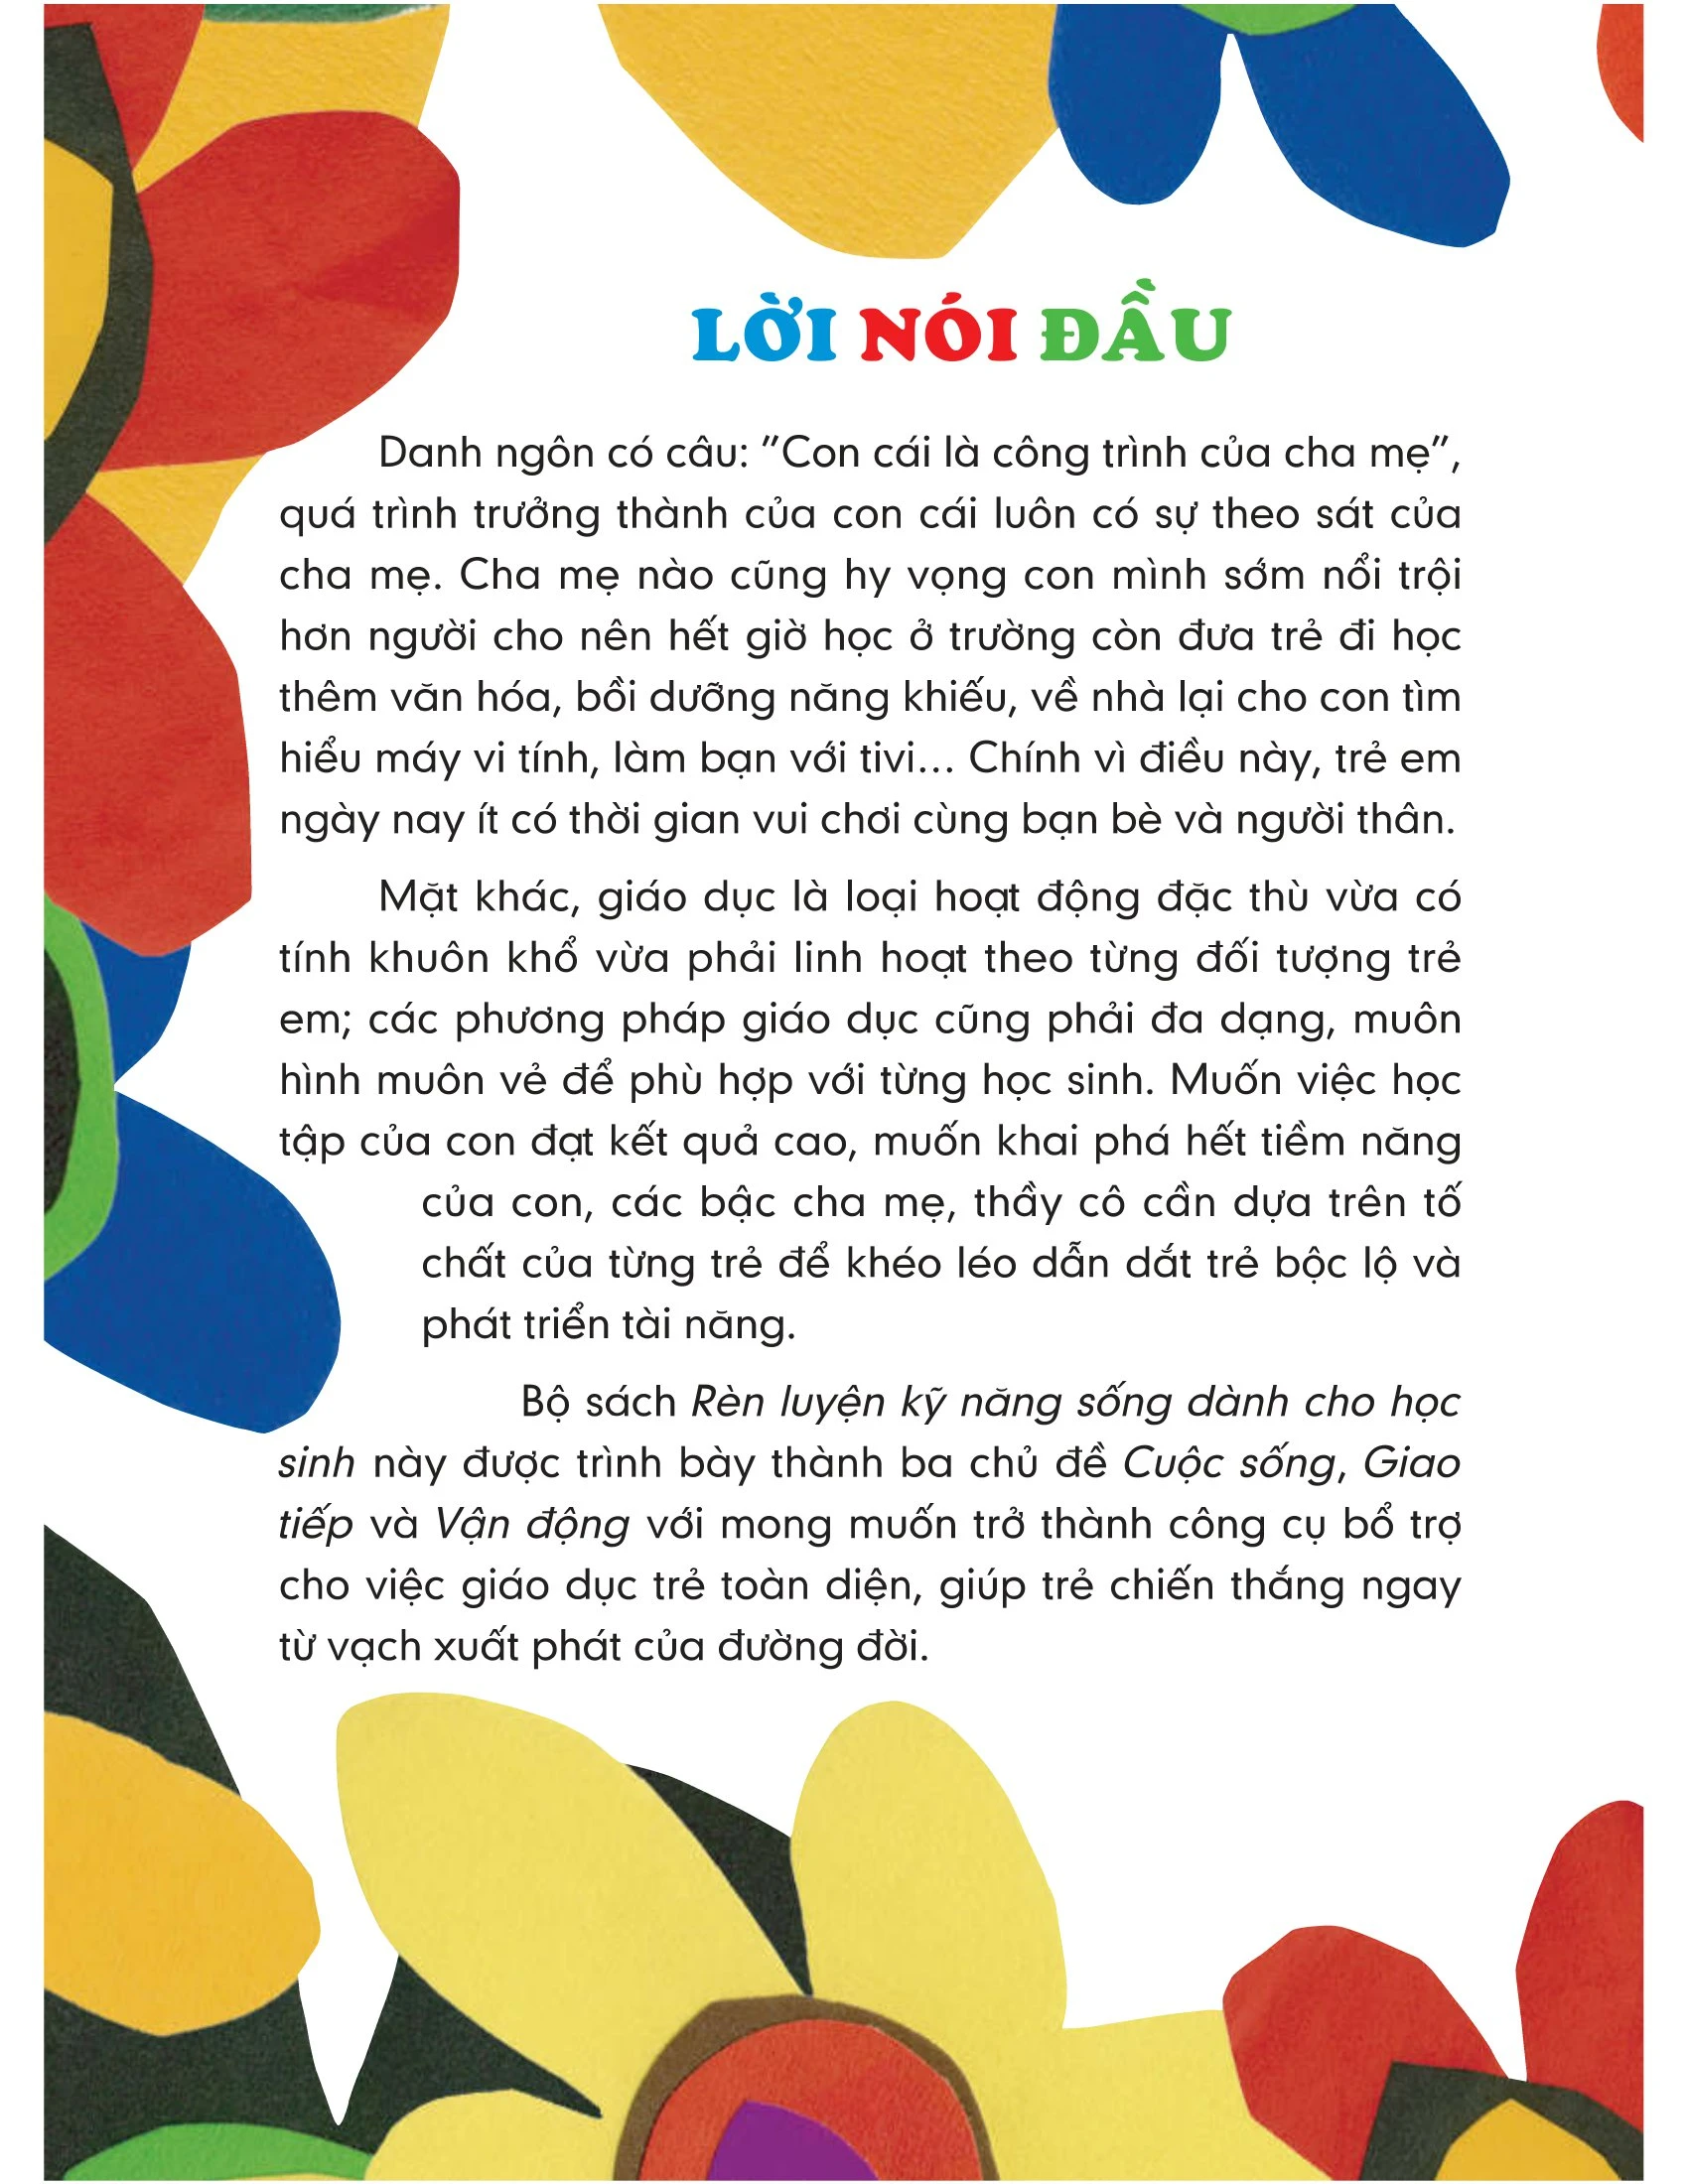 LỜI NÓI ĐẦU
Danh ngôn có câu: "Con cái là công trình của cha mẹ",
quá trình trưởng thành của con cái luôn có sự theo sát của
cha mẹ. Cha mẹ nào cũng hy vọng con mình sớm nổi trội
hơn người cho nên hết giờ học ở trường còn đưa trẻ đi học
thêm văn hóa, bồi dưỡng năng khiếu, về nhà lại cho con tìm
hiểu máy vi tính, làm bạn với tivi... Chính vì điều này, trẻ em
ngày nay ít có thời gian vui chơi cùng bạn bè và người thân.
Mặt khác, giáo dục là loại hoạt động đặc thù vừa có
tính khuôn khổ vừa phải linh hoạt theo từng đối tượng trẻ
em; các phương pháp giáo dục cũng phải đa dạng, muôn
hình muôn vẻ để phù hợp với từng học sinh. Muốn việc học
tập của con đạt kết quả cao, muốn khai phá hết tiềm năng
của con, các bậc cha mẹ, thầy cô cần dựa trên tố
chất của từng trẻ để khéo léo dẫn dắt trẻ bộc lộ và
phát triển tài năng.
Bộ sách Rèn luyện kỹ năng sống dành cho học
sinh này được trình bày thành ba chủ đề Cuộc sống, Giao
tiếp và Vận động với mong muốn trở thành công cụ bổ trợ
cho việc giáo dục trẻ toàn diện, giúp trẻ chiến thắng ngay
từ vạch xuất phát của đường đời.